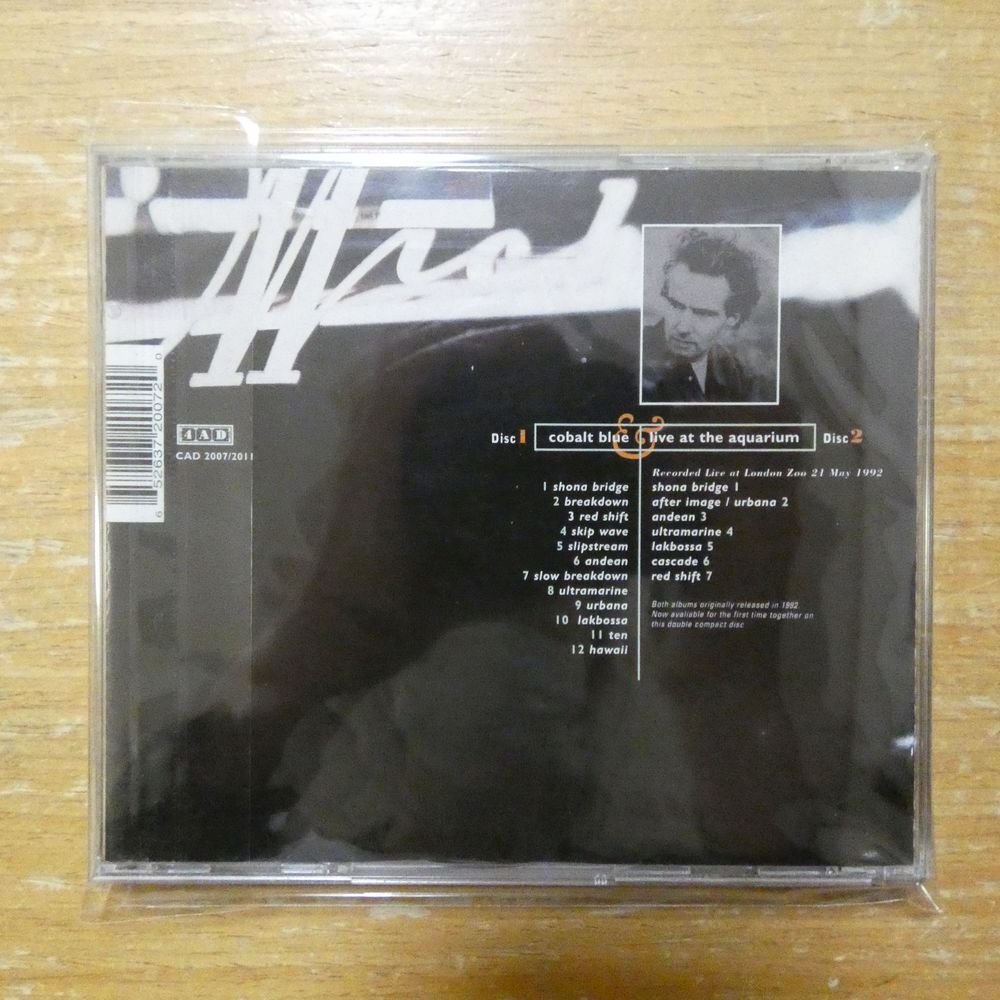 6 52637 20072 0
4AD
CAD 2007/2011
Disc 1 cobalt blue & live at the aquarium Disc 2
1 shona bridge
2 breakdown
3 red shift
4 skip wave
5 slipstream
6 andean
7 slow breakdown
8 ultramarine
9 urbana
10 lakbossa
11 ten
12 hawaii
Recorded Live at London Zoo 21 May 1992
shona bridge 1
after image / urbana 2
andean 3
ultramarine 4
lakbossa 5
cascade 6
red shift 7
Both albums originally released in 1992
Now available for the first time together on
this double compact disc